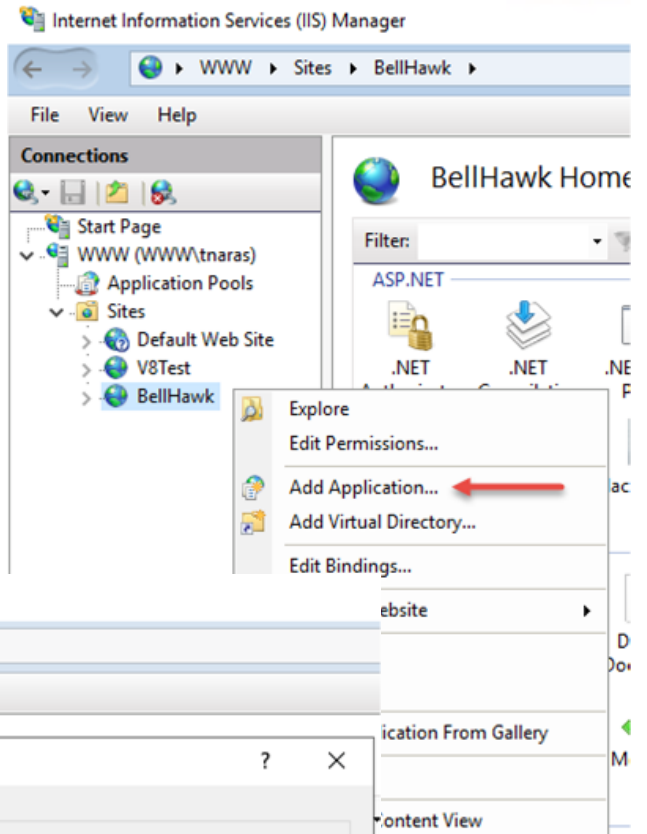 Internet Information Services (IIS) Manager
WWW Sites BellHawk
File View Help
Connections
BellHawk Home
Start Page
WWW (WWW\tnaras)
Application Pools
Sites
Default Web Site
V8Test
BellHawk
Filter:
ASP.NET
.NET .NET .NE
Explore
Edit Permissions...
Add Application...
Add Virtual Directory...
Edit Bindings...
ebsite
ication From Gallery
? 
ontent View